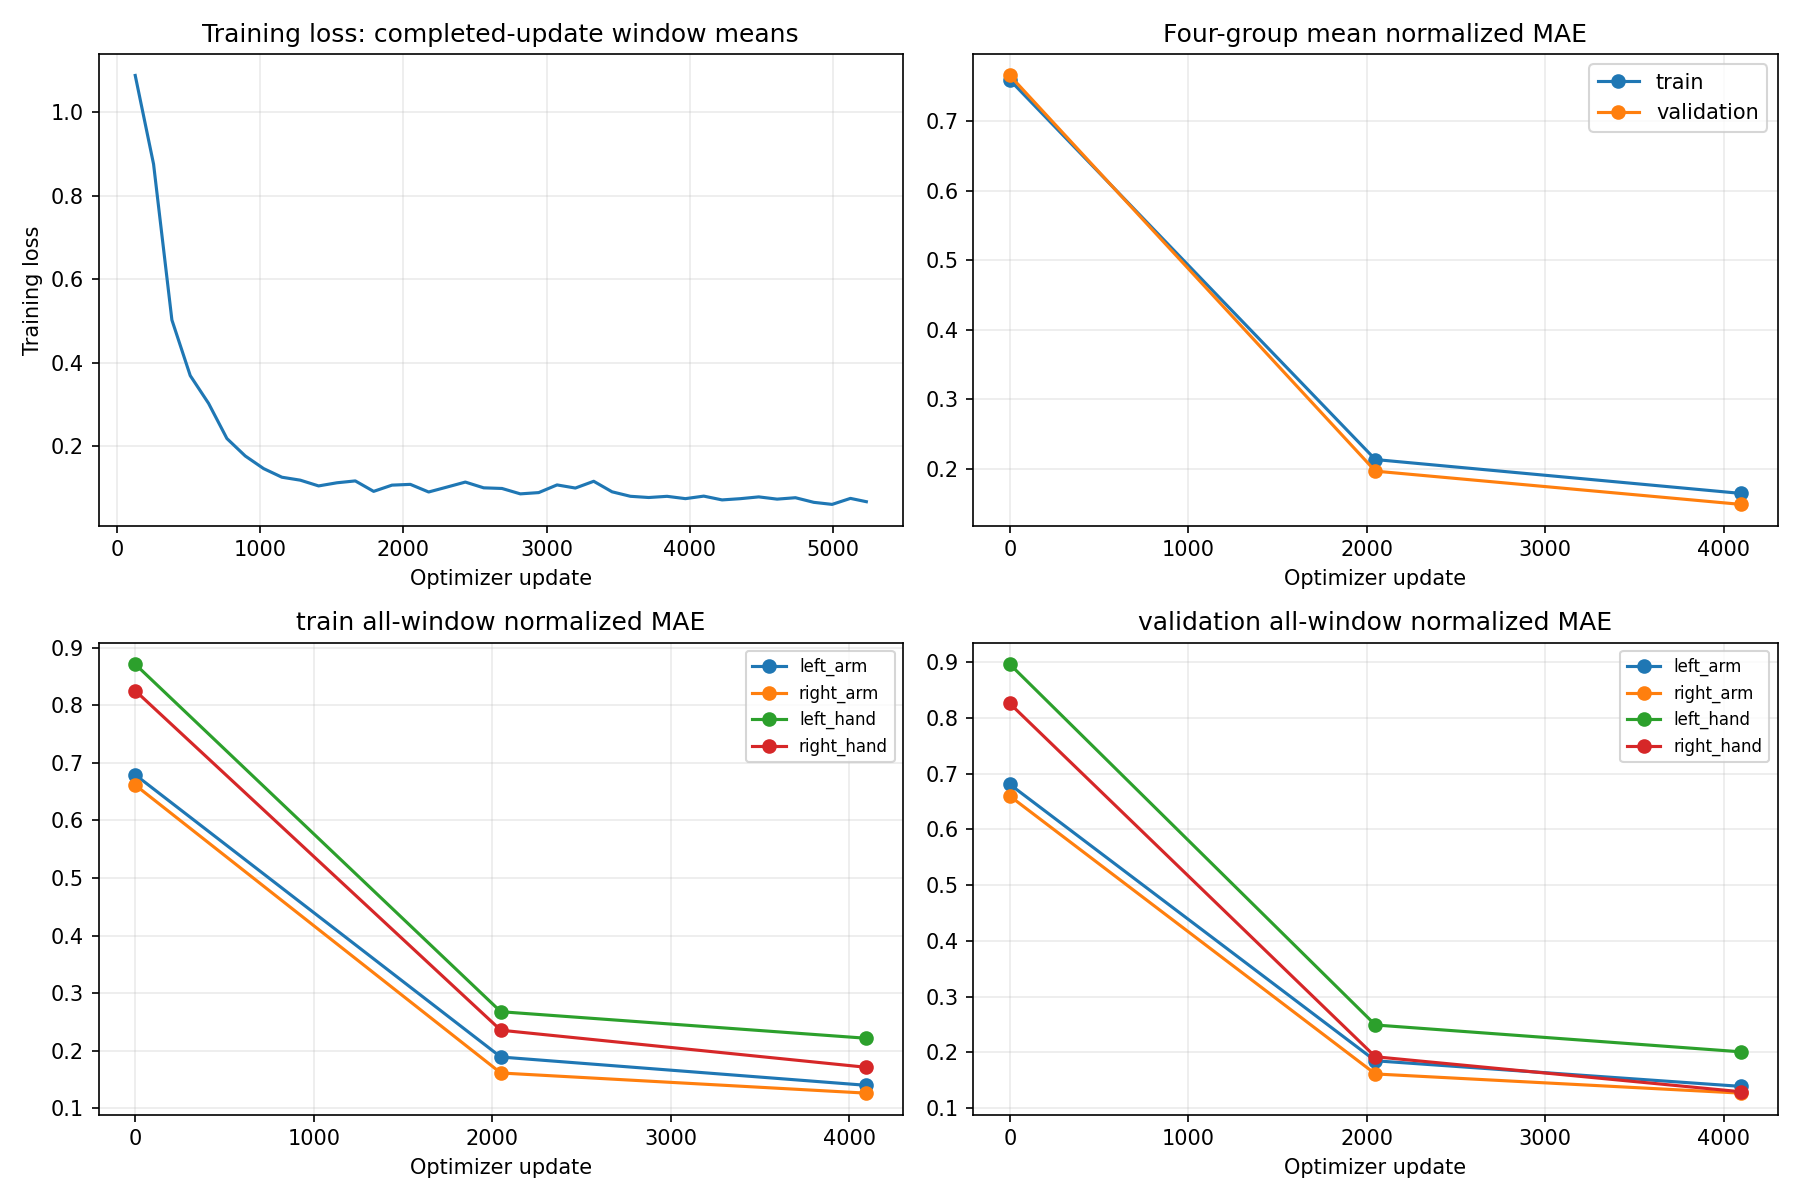 Training loss: completed-update window means
Training loss
1.0
0.8
0.6
0.4
0.2
0 1000 2000 3000 4000 5000
Optimizer update
Four-group mean normalized MAE
train
validation
0.7
0.6
0.5
0.4
0.3
0.2
0 1000 2000 3000 4000
Optimizer update
train all-window normalized MAE
left_arm
right_arm
left_hand
right_hand
0.9
0.8
0.7
0.6
0.5
0.4
0.3
0.2
0.1
0 1000 2000 3000 4000
Optimizer update
validation all-window normalized MAE
left_arm
right_arm
left_hand
right_hand
0.9
0.8
0.7
0.6
0.5
0.4
0.3
0.2
0.1
0 1000 2000 3000 4000
Optimizer update